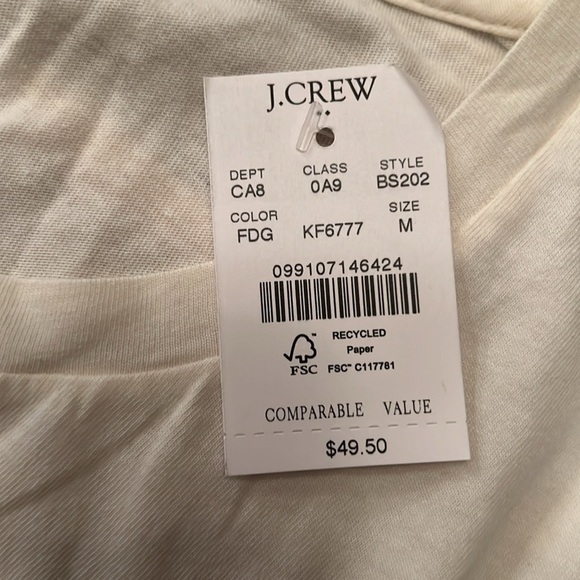 J.CREW
DEPT CLASS STYLE
CA8 0A9 BS202
COLOR SIZE
FDG KF6777 M
099107146424
RECYCLED
Paper
FSC™ C117781
FSC
COMPARABLE VALUE
$49.50